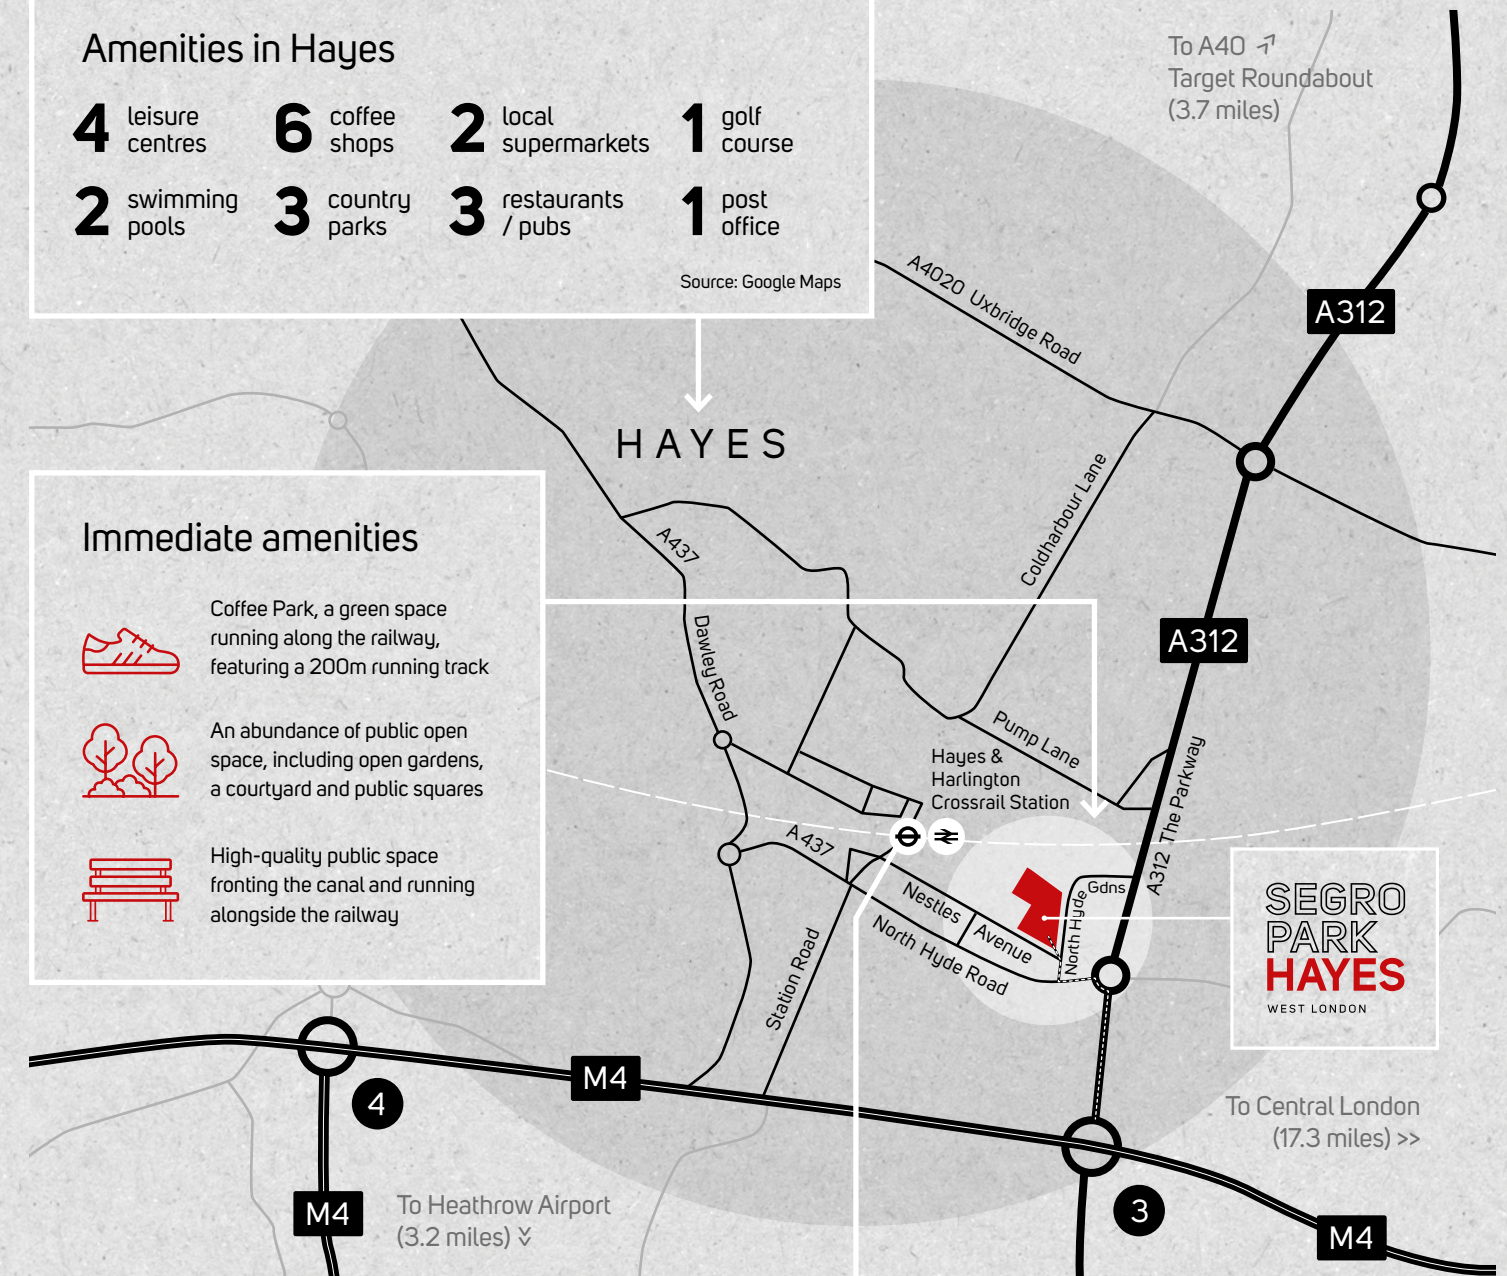 Amenities in Hayes
4 leisure
centres
6 coffee
shops
2 local
supermarkets
1 golf
course
2 swimming
pools
3 country
parks
3 restaurants
/ pubs
1 post
office
Source: Google Maps
To A40
Target Roundabout
(3.7 miles)
A4020 Uxbridge Road
A312
HAYES
Coldharbour Lane
A437
A312
Dawley Road
Immediate amenities
Coffee Park, a green space
running along the railway,
featuring a 200m running track
An abundance of public open
space, including open gardens,
a courtyard and public squares
High-quality public space
fronting the canal and running
alongside the railway
Pump Lane
Hayes &
Harlington
Crossrail Station
A312 The Parkway
A437
Nestles
Avenue
North Hyde
Gdns
North Hyde Road
Station Road
SEGRO
PARK
HAYES
WEST LONDON
M4
4
To Central London
(17.3 miles) >>
M4
To Heathrow Airport
(3.2 miles)
3
M4